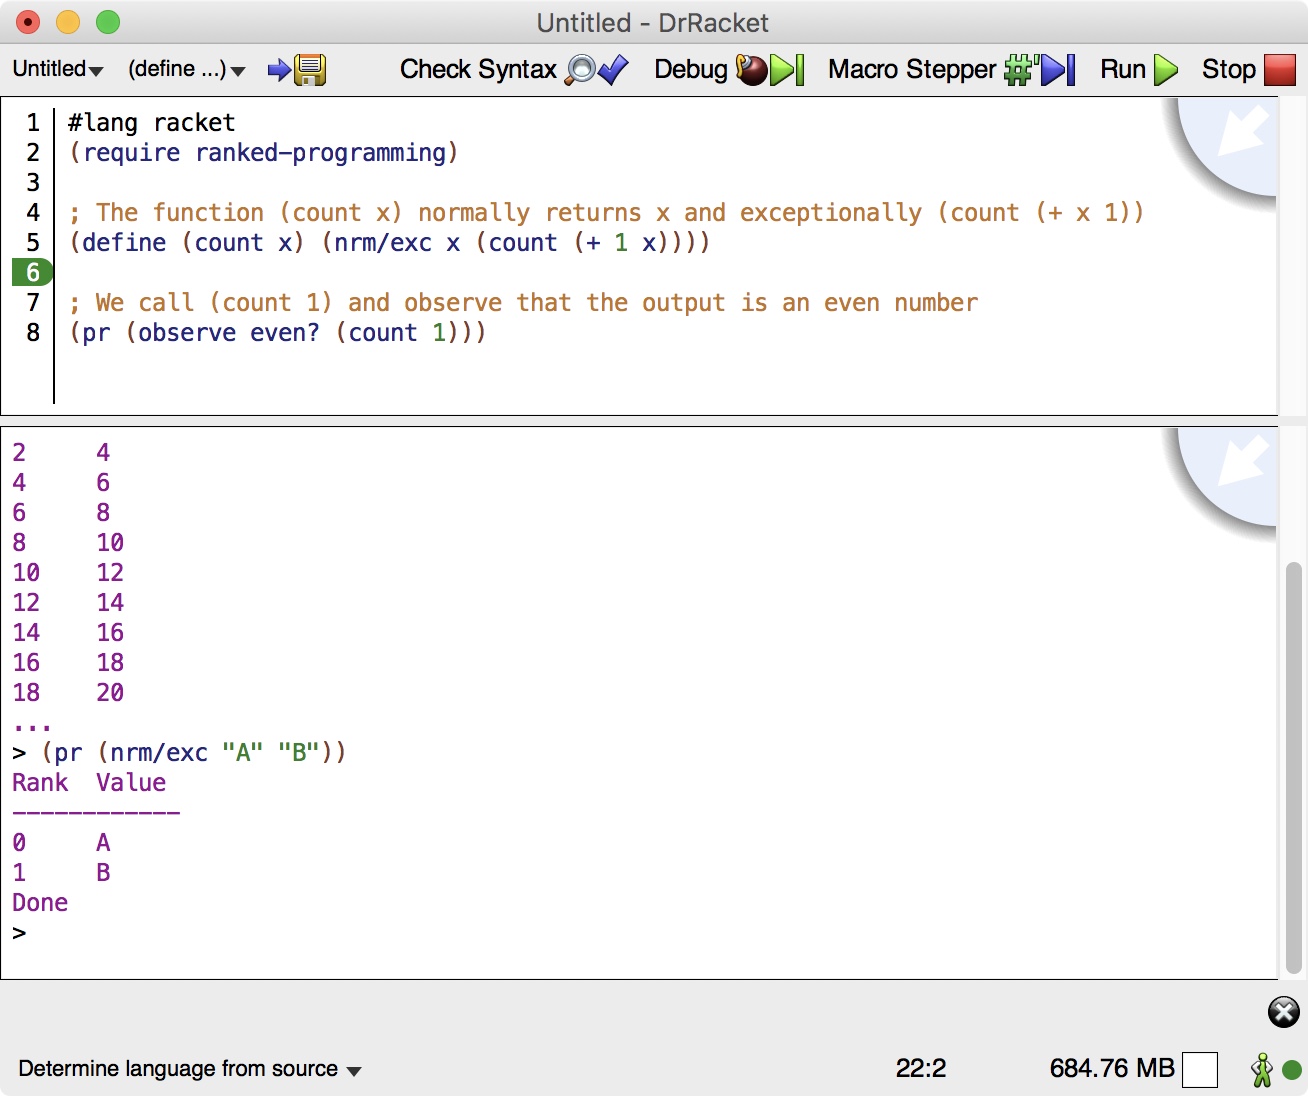 Untitled - DrRacket
Untitled (define ...) Check Syntax Debug Macro Stepper #' Run Stop
1 #lang racket
2 (require ranked-programming)
3
4 ; The function (count x) normally returns x and exceptionally (count (+ x 1))
5 (define (count x) (nrm/exc x (count (+ 1 x))))
6
7 ; We call (count 1) and observe that the output is an even number
8 (pr (observe even? (count 1)))
2 4
4 6
6 8
8 10
10 12
12 14
14 16
16 18
18 20
...
> (pr (nrm/exc "A" "B"))
Rank Value
------------
0 A
1 B
Done
>
Determine language from source 22:2 684.76 MB